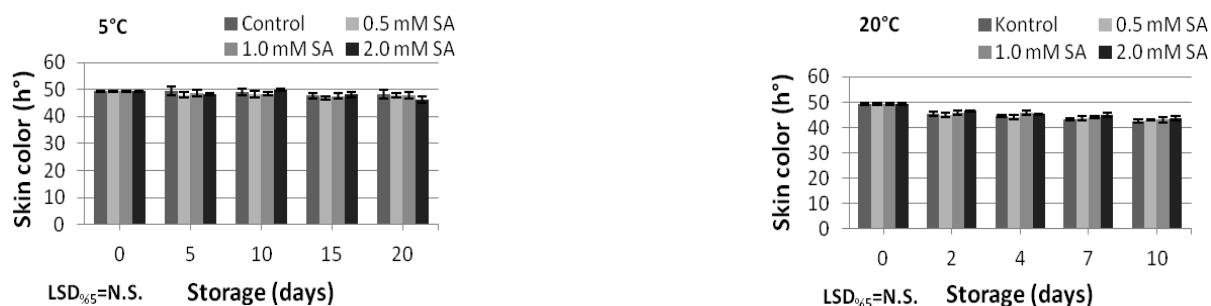 5°C
Control 0.5 mM SA
1.0 mM SA 2.0 mM SA
Skin color (h°)
60
50
40
30
20
10
0
0 5 10 15 20
LSD%5=N.S. Storage (days)
20°C
Kontrol 0.5 mM SA
1.0 mM SA 2.0 mM SA
Skin color (h°)
60
50
40
30
20
10
0
0 2 4 7 10
LSD%5=N.S. Storage (days)